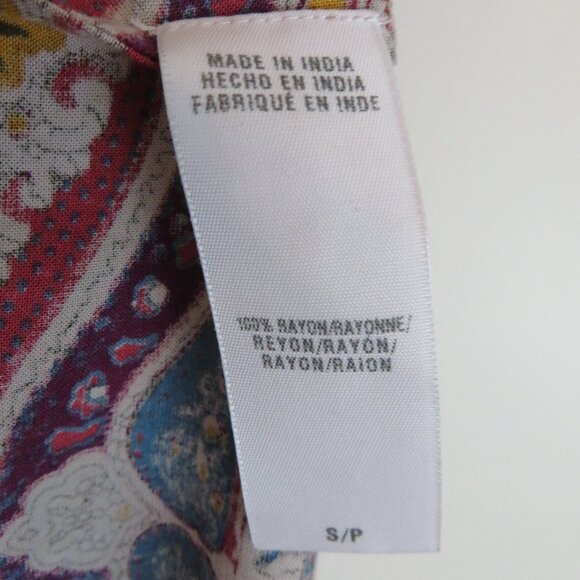 MADE IN INDIA
HECHO EN INDIA
FABRIQUÉ EN INDE
100% RAYON/RAYONNE/
REYON/RAYÓN/
RAYON/RAION
S/P